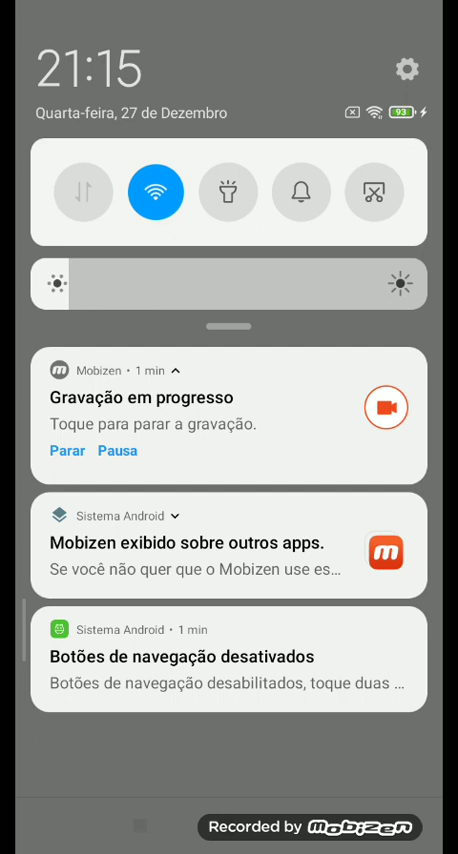 21:15
Quarta-feira, 27 de Dezembro
93
Mobizen • 1 min
Gravação em progresso
Toque para parar a gravação.
Parar Pausa
Sistema Android
Mobizen exibido sobre outros apps.
Se você não quer que o Mobizen use es...
Sistema Android • 1 min
Botões de navegação desativados
Botões de navegação desabilitados, toque duas ...
Recorded by Mobizen